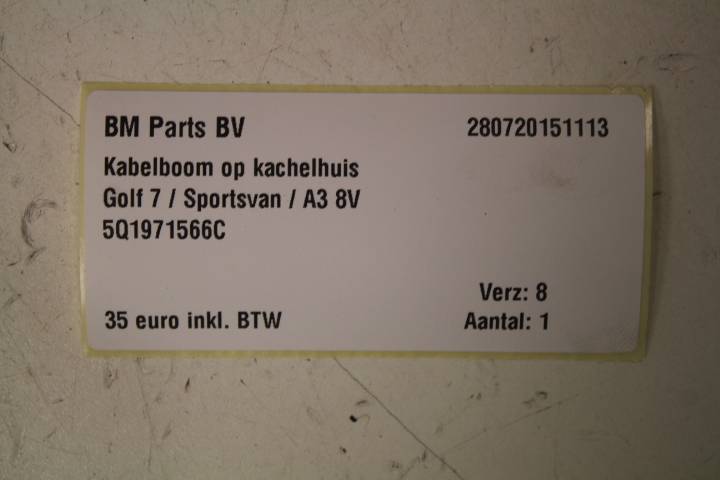 BM Parts BV 280720151113
Kabelboom op kachelhuis
Golf 7 / Sportsvan / A3 8V
5Q1971566C
Verz: 8
35 euro inkl. BTW Aantal: 1